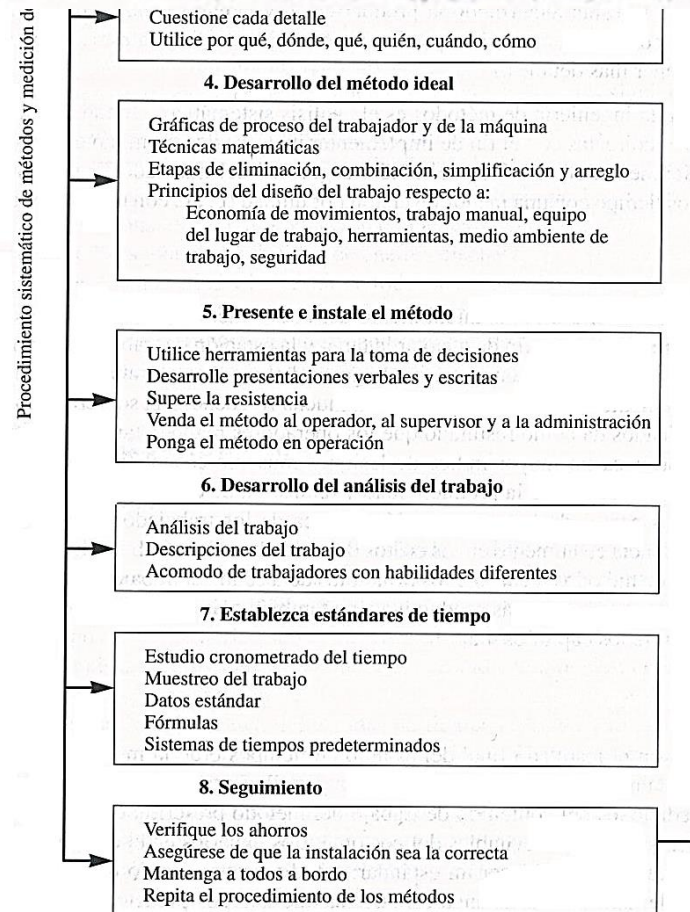 Procedimiento sistemático de métodos y medición
Cuestione cada detalle
Utilice por qué, dónde, qué, quién, cuándo, cómo
4. Desarrollo del método ideal
Gráficas de proceso del trabajador y de la máquina
Técnicas matemáticas
Etapas de eliminación, combinación, simplificación y arreglo
Principios del diseño del trabajo respecto a:
Economía de movimientos, trabajo manual, equipo
del lugar de trabajo, herramientas, medio ambiente de
trabajo, seguridad
5. Presente e instale el método
Utilice herramientas para la toma de decisiones
Desarrolle presentaciones verbales y escritas
Supere la resistencia
Venda el método al operador, al supervisor y a la administración
Ponga el método en operación
6. Desarrollo del análisis del trabajo
Análisis del trabajo
Descripciones del trabajo
Acomodo de trabajadores con habilidades diferentes
7. Establezca estándares de tiempo
Estudio cronometrado del tiempo
Muestreo del trabajo
Datos estándar
Fórmulas
Sistemas de tiempos predeterminados
8. Seguimiento
Verifique los ahorros
Asegúrese de que la instalación sea la correcta
Mantenga a todos a bordo
Repita el procedimiento de los métodos